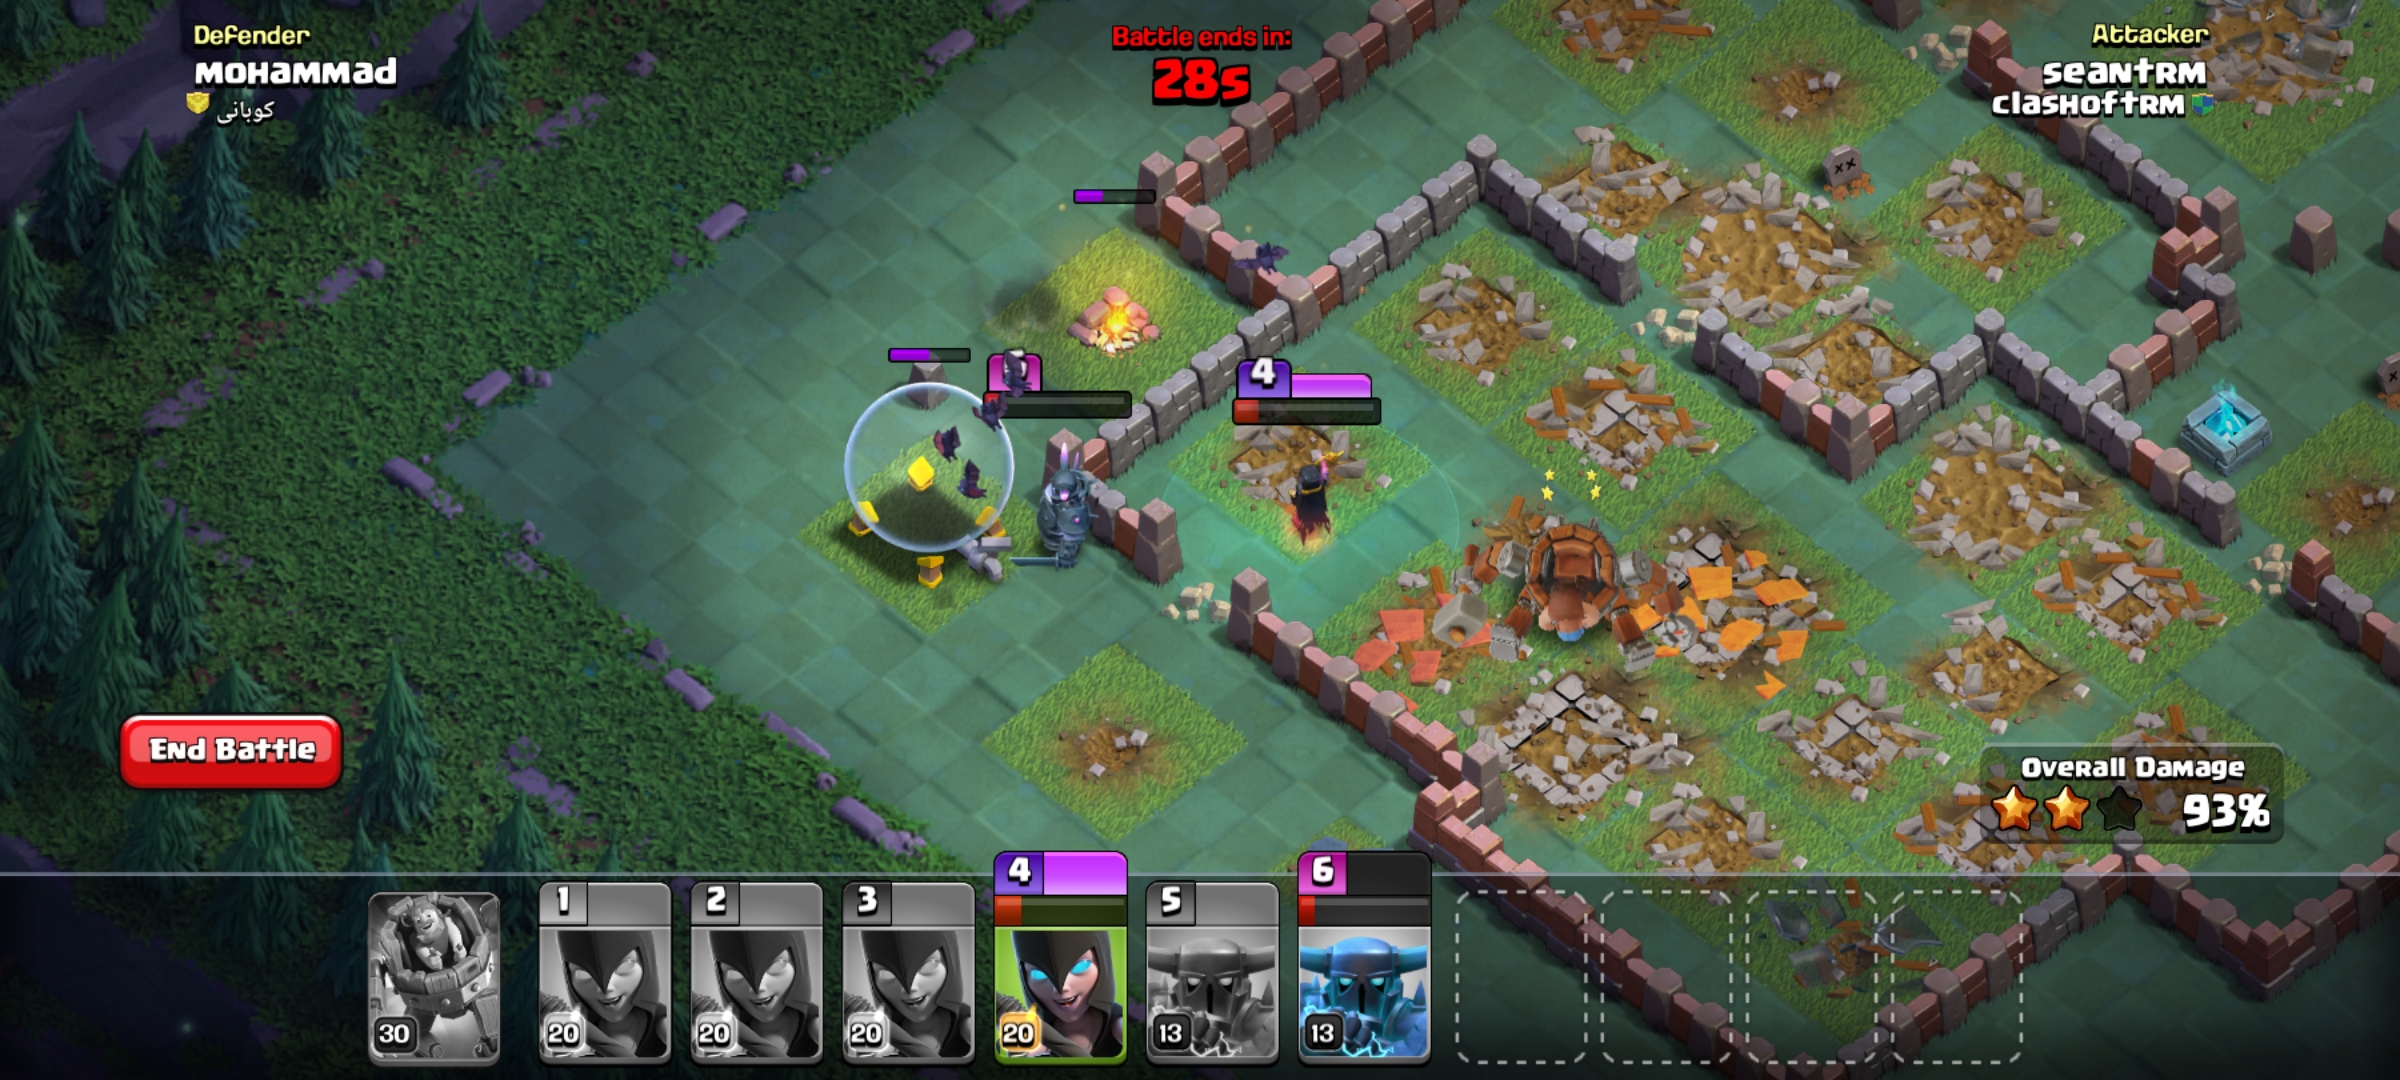 Defender
Mohammad
كوبانى
Battle ends in:
28s
Attacker
seantrm
clashoftrm
4
End Battle
Overall Damage
93%
30
1
20
2
20
3
20
4
20
5
13
6
13